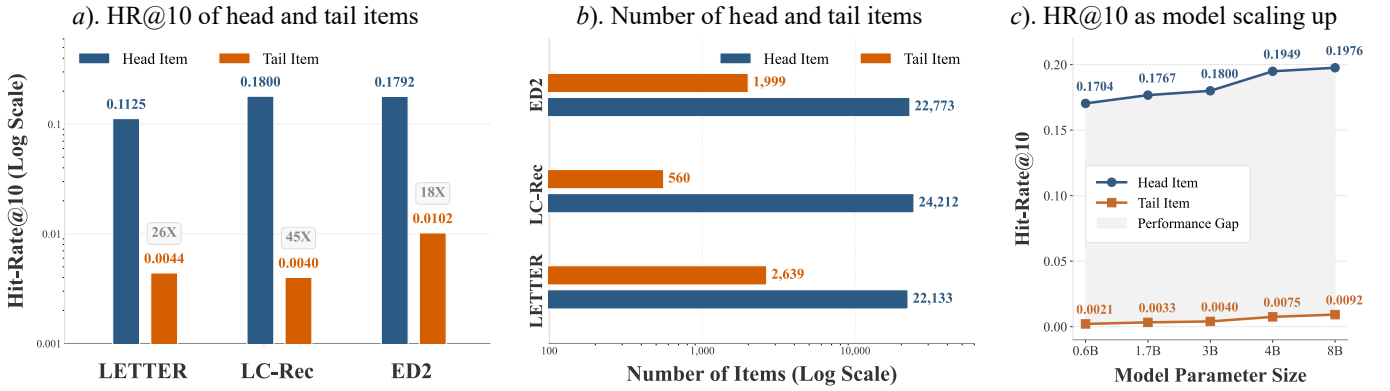 a). HR@10 of head and tail items
Head Item
Tail Item
Hit-Rate@10 (Log Scale)
0.1
0.01
0.001
0.1125
0.0044
26X
0.1800
0.0040
45X
0.1792
0.0102
18X
LETTER
LC-Rec
ED2
b). Number of head and tail items
Head Item
Tail Item
ED2
1,999
22,773
LC-Rec
560
24,212
LETTER
2,639
22,133
100
1,000
10,000
Number of Items (Log Scale)
c). HR@10 as model scaling up
Hit-Rate@10
0.20
0.15
0.10
0.05
0.00
0.1704
0.1767
0.1800
0.1949
0.1976
Head Item
Tail Item
Performance Gap
0.0021
0.0033
0.0040
0.0075
0.0092
0.6B
1.7B
3B
4B
8B
Model Parameter Size